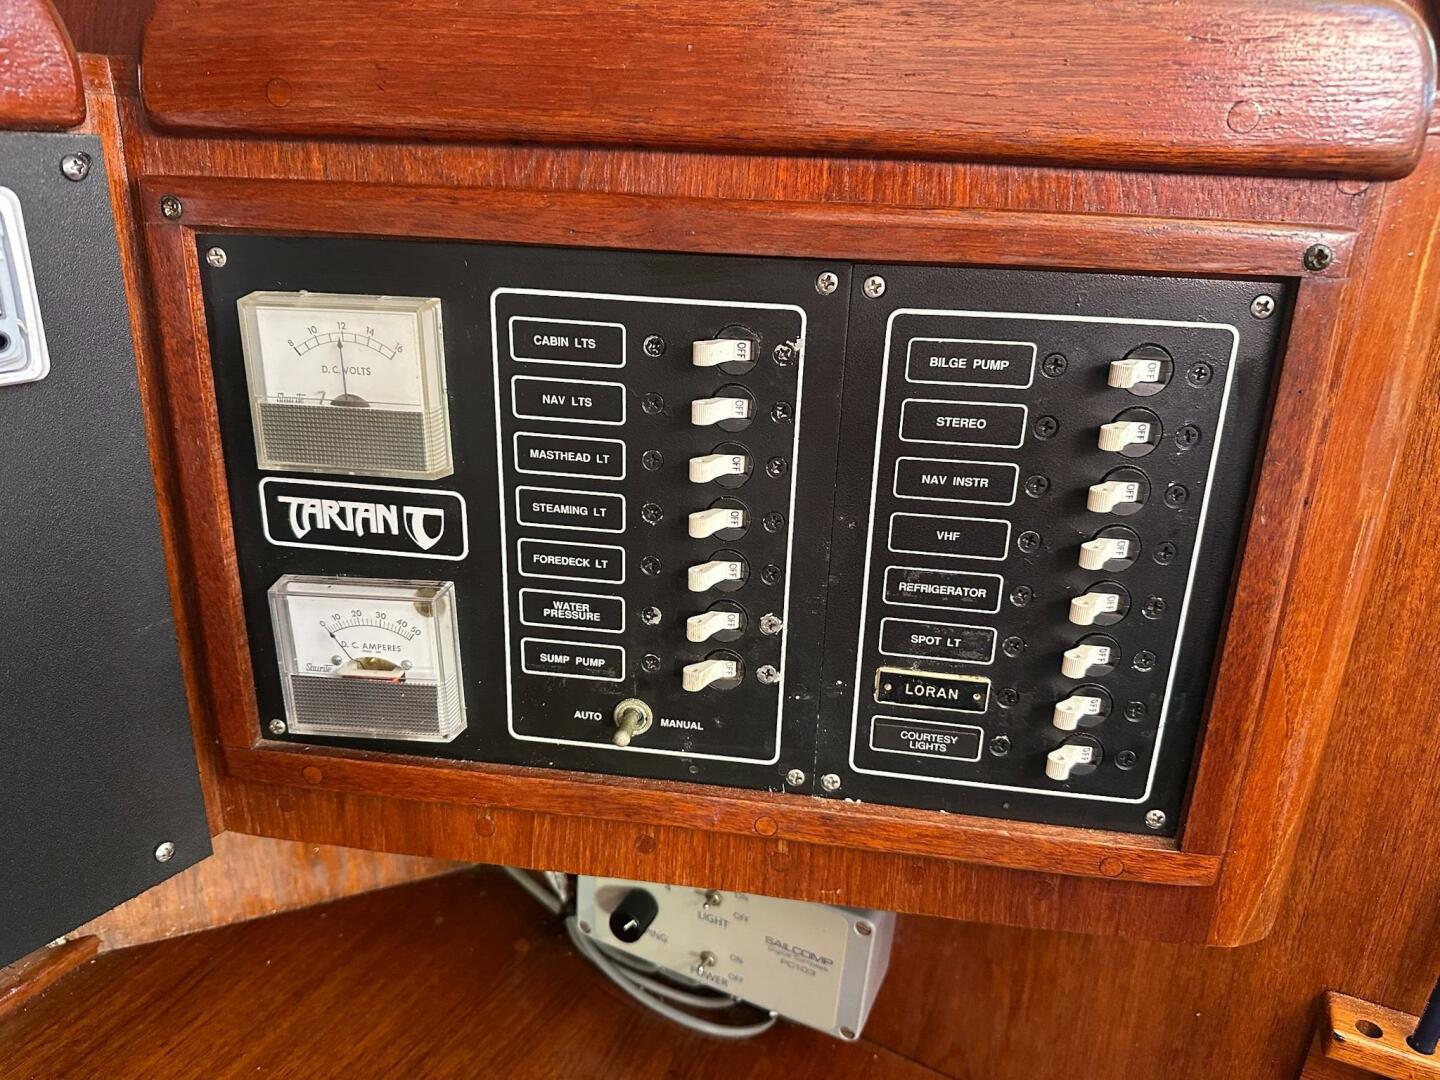 8 10 12 14 16
D.C. VOLTS
Shurite
TARTAN T
0 10 20 30 40 50
D.C. AMPERES
Shurite
CABIN LTS
OFF
NAV LTS
OFF
MASTHEAD LT
OFF
STEAMING LT
OFF
FOREDECK LT
OFF
WATER
PRESSURE
OFF
SUMP PUMP
OFF
AUTO
MANUAL
BILGE PUMP
OFF
STEREO
OFF
NAV INSTR
OFF
VHF
OFF
REFRIGERATOR
OFF
SPOT LT
OFF
LORAN
OFF
COURTESY
LIGHTS
OFF
ON
LIGHT
OFF
ON
POWER
OFF
SAILCOMP
PC103